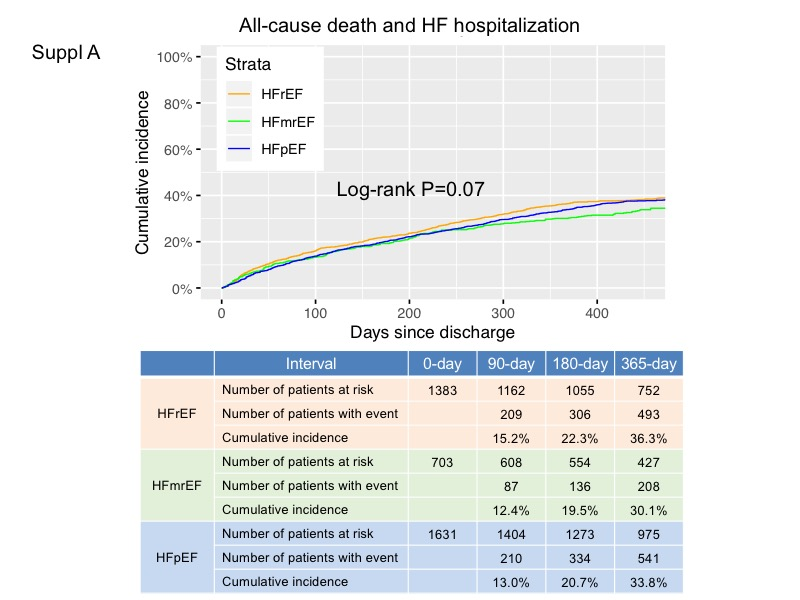 All-cause death and HF hospitalization
Suppl A
Cumulative incidence
100%
80%
60%
40%
20%
0%
Strata
HFrEF
HFmrEF
HFpEF
Log-rank P=0.07
0 100 200 300 400
Days since discharge
Interval 0-day 90-day 180-day 365-day
HFrEF
Number of patients at risk 1383 1162 1055 752
Number of patients with event 209 306 493
Cumulative incidence 15.2% 22.3% 36.3%
HFmrEF
Number of patients at risk 703 608 554 427
Number of patients with event 87 136 208
Cumulative incidence 12.4% 19.5% 30.1%
HFpEF
Number of patients at risk 1631 1404 1273 975
Number of patients with event 210 334 541
Cumulative incidence 13.0% 20.7% 33.8%